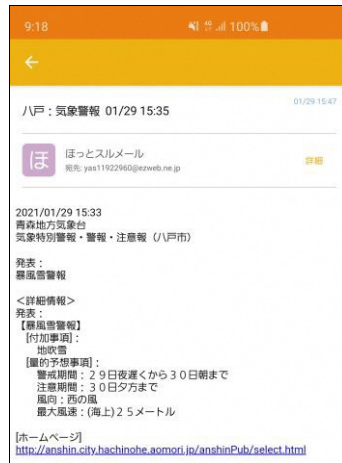 9:18
100%
八戸：気象警報 01/29 15:35
01/29 15:47
ほ
ほっとスルメール
宛先: yas11922960@ezweb.ne.jp
詳細
2021/01/29 15:33
青森地方気象台
気象特別警報・警報・注意報（八戸市）
発表：
暴風雪警報
<詳細情報>
発表：
【暴風雪警報】
[付加事項]：
地吹雪
[量的予想事項]：
警戒期間：２９日夜遅くから３０日朝まで
注意期間：３０日夕方まで
風向：西の風
最大風速：(海上)２５メートル
[ホームページ]
http://anshin.city.hachinohe.aomori.jp/anshinPub/select.html